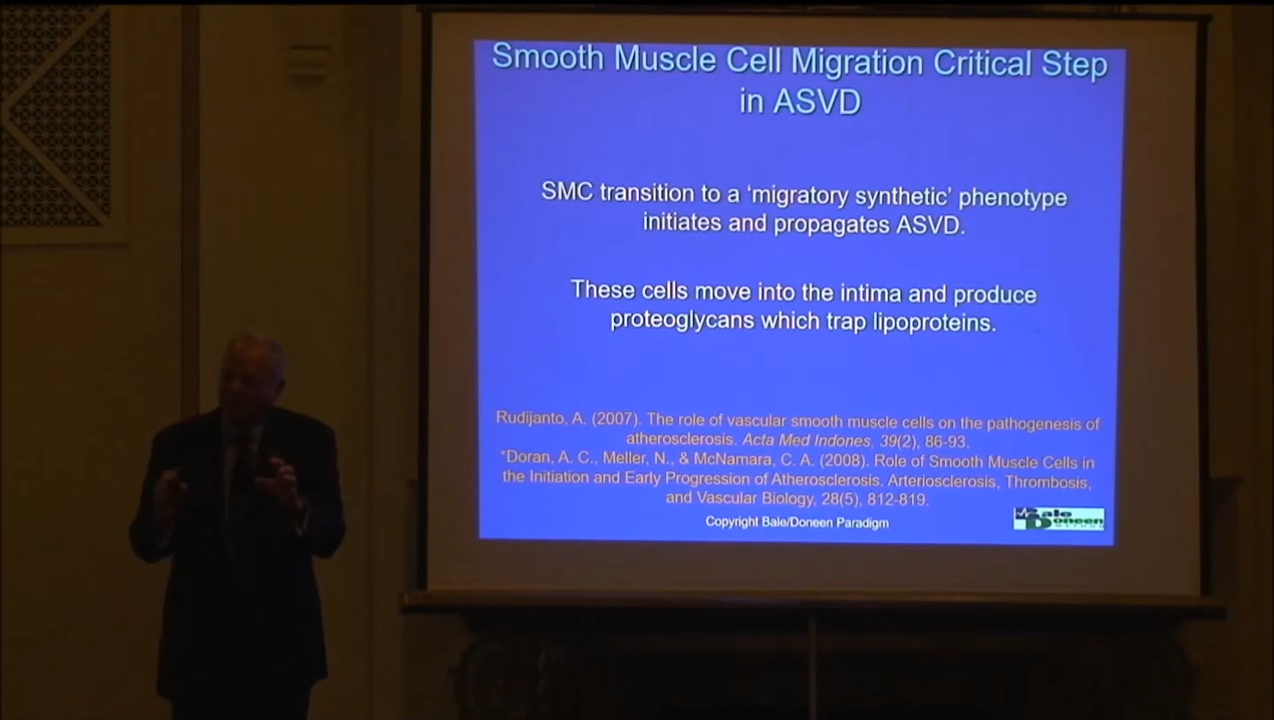 Smooth Muscle Cell Migration Critical Step
in ASVD
SMC transition to a ‘migratory synthetic’ phenotype
initiates and propagates ASVD.
These cells move into the intima and produce
proteoglycans which trap lipoproteins.
Rudijanto, A. (2007). The role of vascular smooth muscle cells on the pathogenesis of
atherosclerosis. Acta Med Indones, 39(2), 86-93.
*Doran, A. C., Meller, N., & McNamara, C. A. (2008). Role of Smooth Muscle Cells in
the Initiation and Early Progression of Atherosclerosis. Arteriosclerosis, Thrombosis,
and Vascular Biology, 28(5), 812-819.
Copyright Bale/Doneen Paradigm
Bale
Doneen